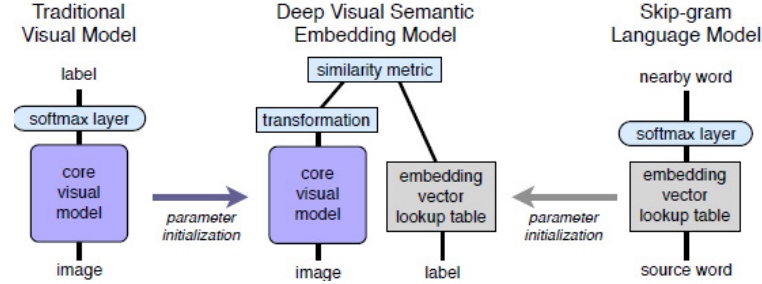 Traditional
Visual Model
label
softmax layer
core
visual
model
image
parameter
initialization
Deep Visual Semantic
Embedding Model
similarity metric
transformation
core
visual
model
image
embedding
vector
lookup table
label
parameter
initialization
Skip-gram
Language Model
nearby word
softmax layer
embedding
vector
lookup table
source word